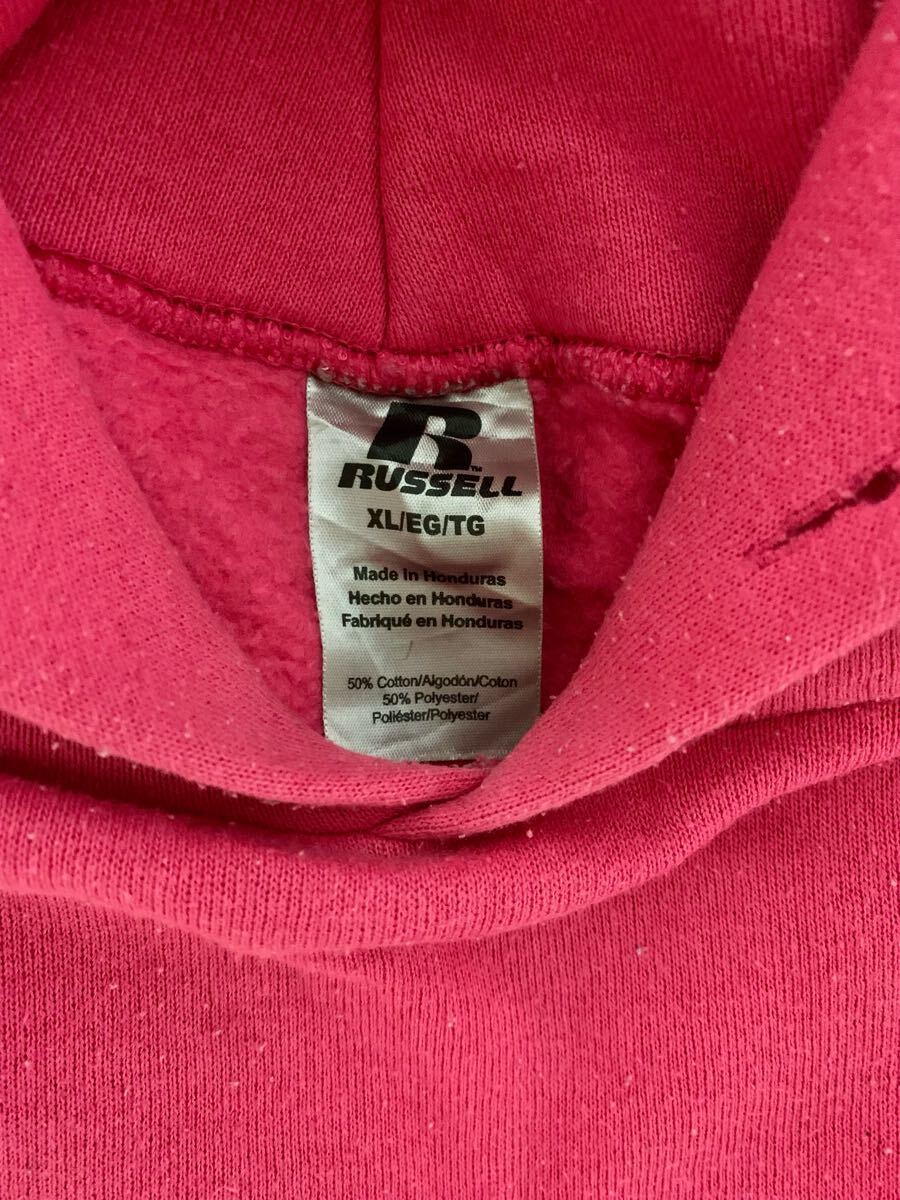 R
RUSSELL™
XL/EG/TG
Made in Honduras
Hecho en Honduras
Fabriqué en Honduras
50% Cotton/Algodón/Coton
50% Polyester/
Poliéster/Polyester